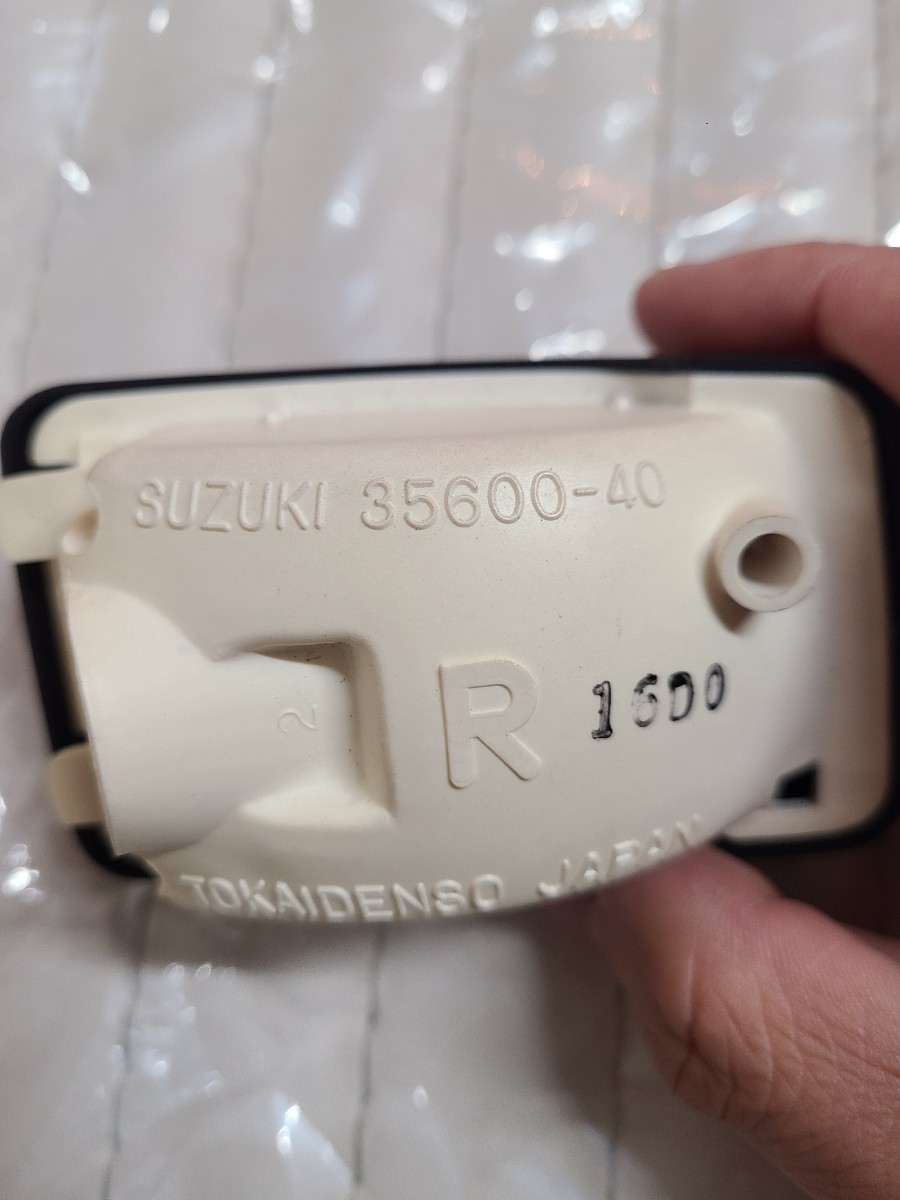 SUZUKI 35600-40
2
R 16D0
TOKAIDENSO JAPAN